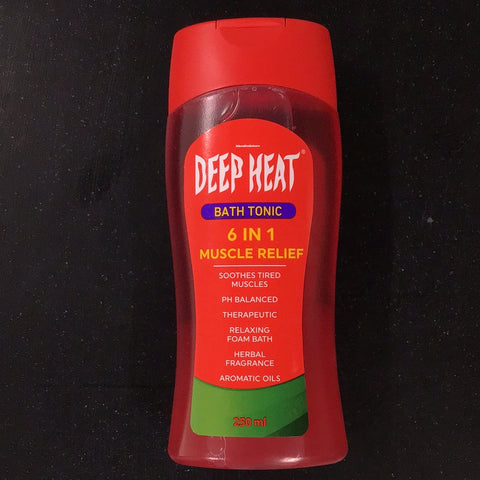 DEEP HEAT®
BATH TONIC
6 IN 1
MUSCLE RELIEF
SOOTHES TIRED
MUSCLES
PH BALANCED
THERAPEUTIC
RELAXING
FOAM BATH
HERBAL
FRAGRANCE
AROMATIC OILS
250 ml